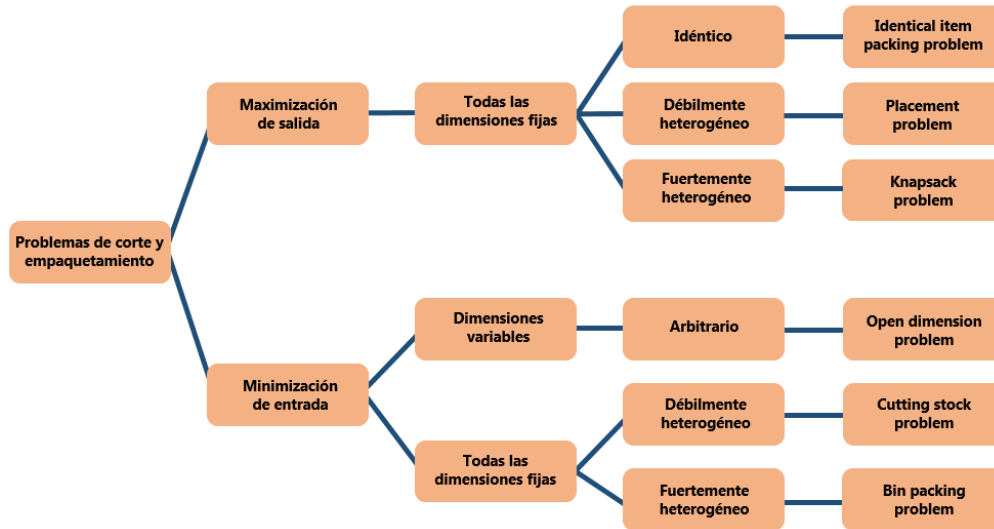 Problemas de corte y
empaquetamiento
Maximización
de salida
Todas las
dimensiones fijas
Idéntico
Identical item
packing problem
Débilmente
heterogéneo
Placement
problem
Fuertemente
heterogéneo
Knapsack
problem
Minimización
de entrada
Dimensiones
variables
Arbitrario
Open dimension
problem
Todas las
dimensiones fijas
Débilmente
heterogéneo
Cutting stock
problem
Fuertemente
heterogéneo
Bin packing
problem